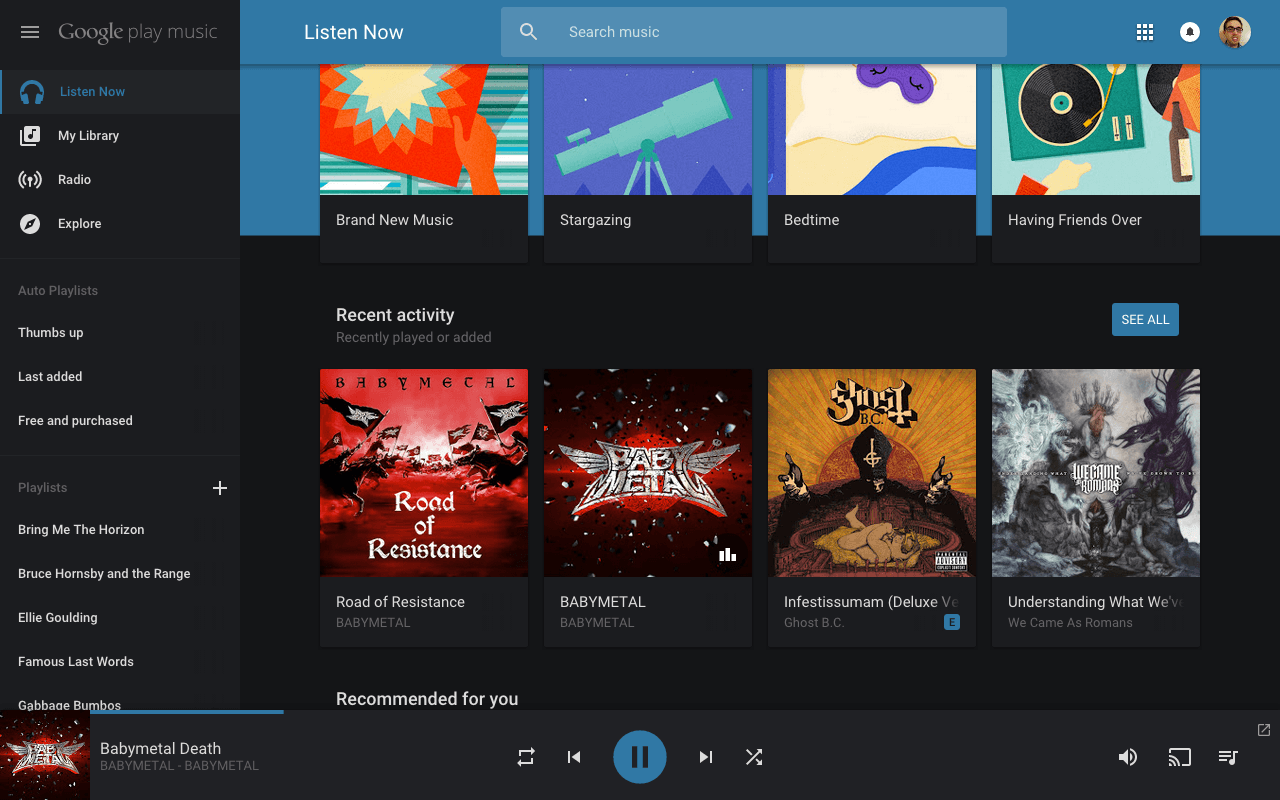 Google play music
Listen Now
Search music
Listen Now
My Library
Radio
Explore
Auto Playlists
Thumbs up
Last added
Free and purchased
Playlists
Bring Me The Horizon
Bruce Hornsby and the Range
Ellie Goulding
Famous Last Words
Gabbage Bumbos
Brand New Music
Stargazing
Bedtime
Having Friends Over
Recent activity
Recently played or added
SEE ALL
BABYMETAL
Road
of
Resistance
BABY
METAL
Ghost
B.C.
PARENTAL
ADVISORY
EXPLICIT CONTENT
WE CAME
AS
ROMANS
Road of Resistance
BABYMETAL
BABYMETAL
BABYMETAL
Infestissumam (Deluxe Ve
Ghost B.C.
E
Understanding What We've
We Came As Romans
Recommended for you
BABY
METAL
Babymetal Death
BABYMETAL - BABYMETAL